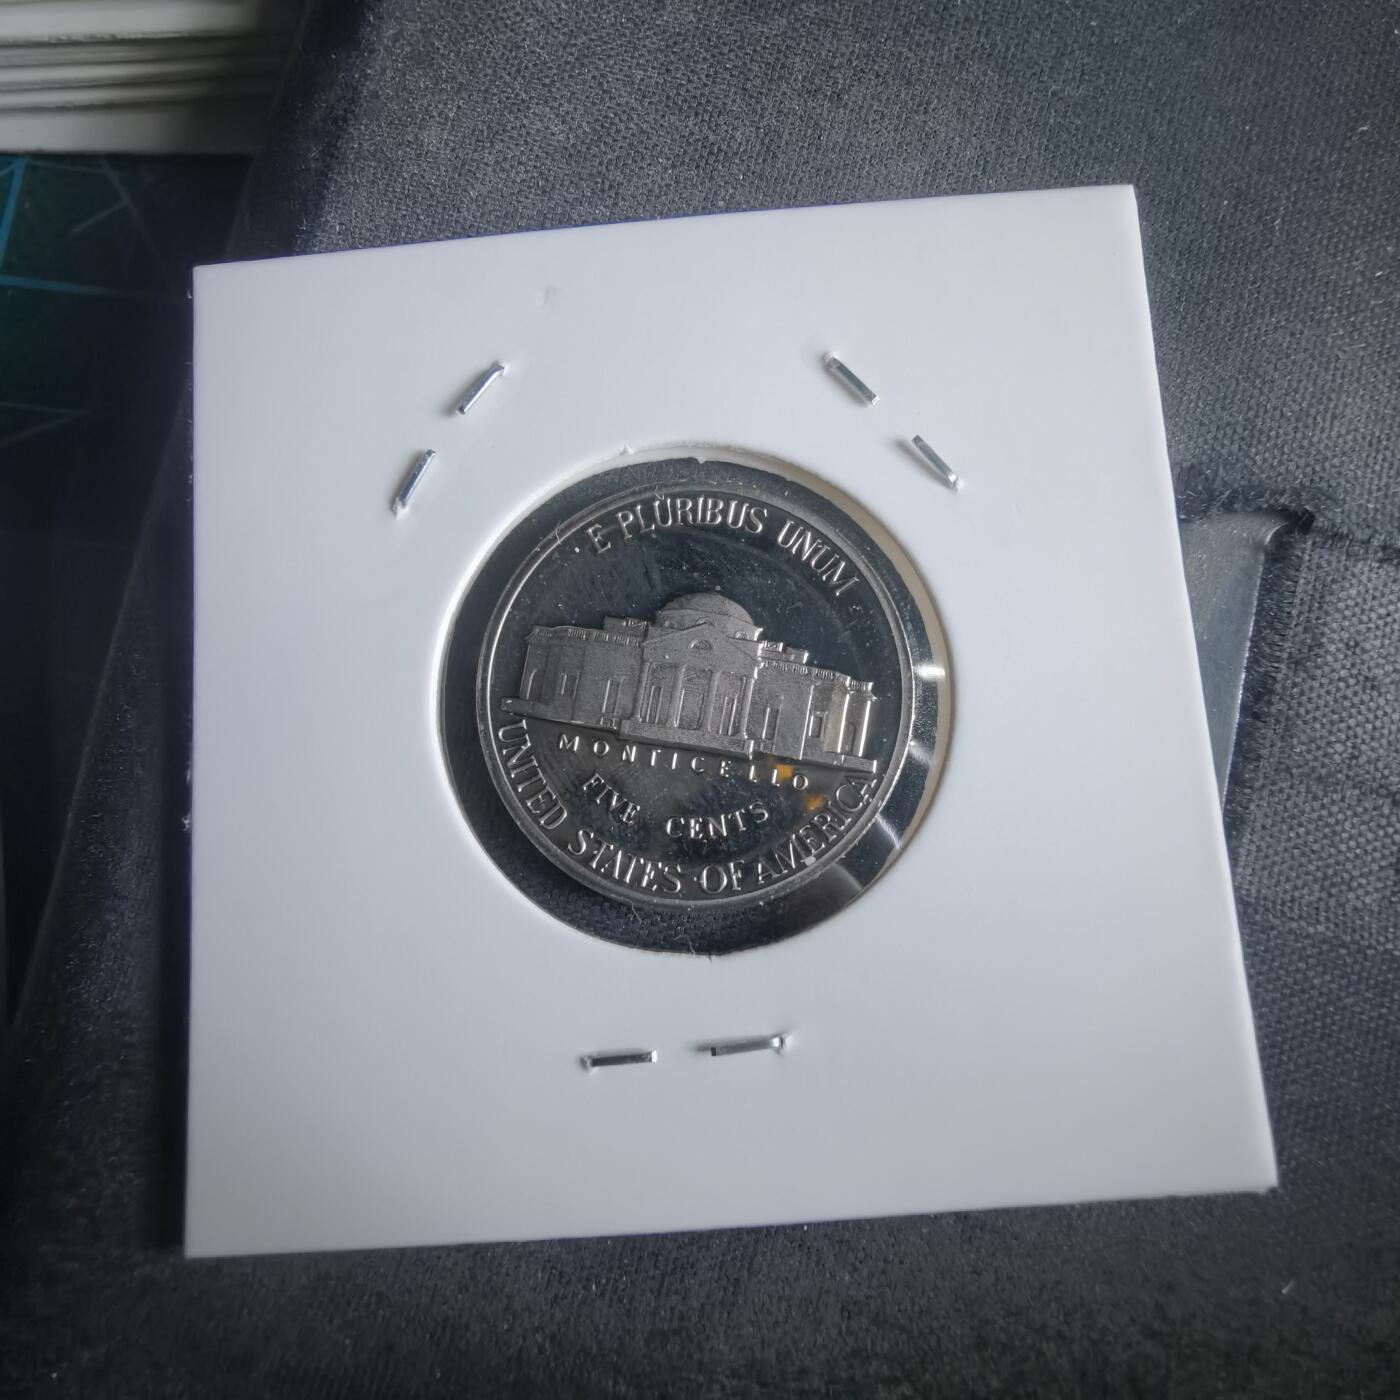 · E PLURIBUS UNUM ·
MONTICELLO
FIVE CENTS
UNITED STATES OF AMERICA